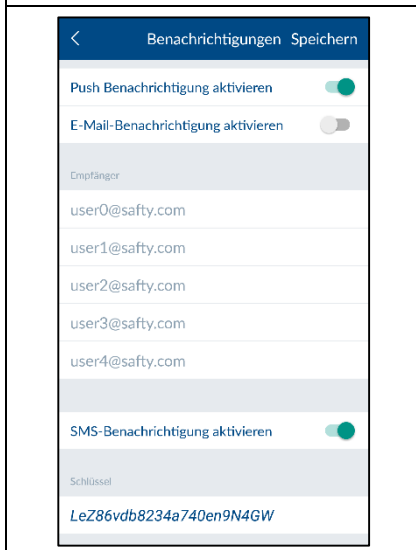 Benachrichtigungen Speichern
Push Benachrichtigung aktivieren
E-Mail-Benachrichtigung aktivieren
Empfänger
user0@safty.com
user1@safty.com
user2@safty.com
user3@safty.com
user4@safty.com
SMS-Benachrichtigung aktivieren
Schlüssel
LeZ86vdb8234a740en9N4GW